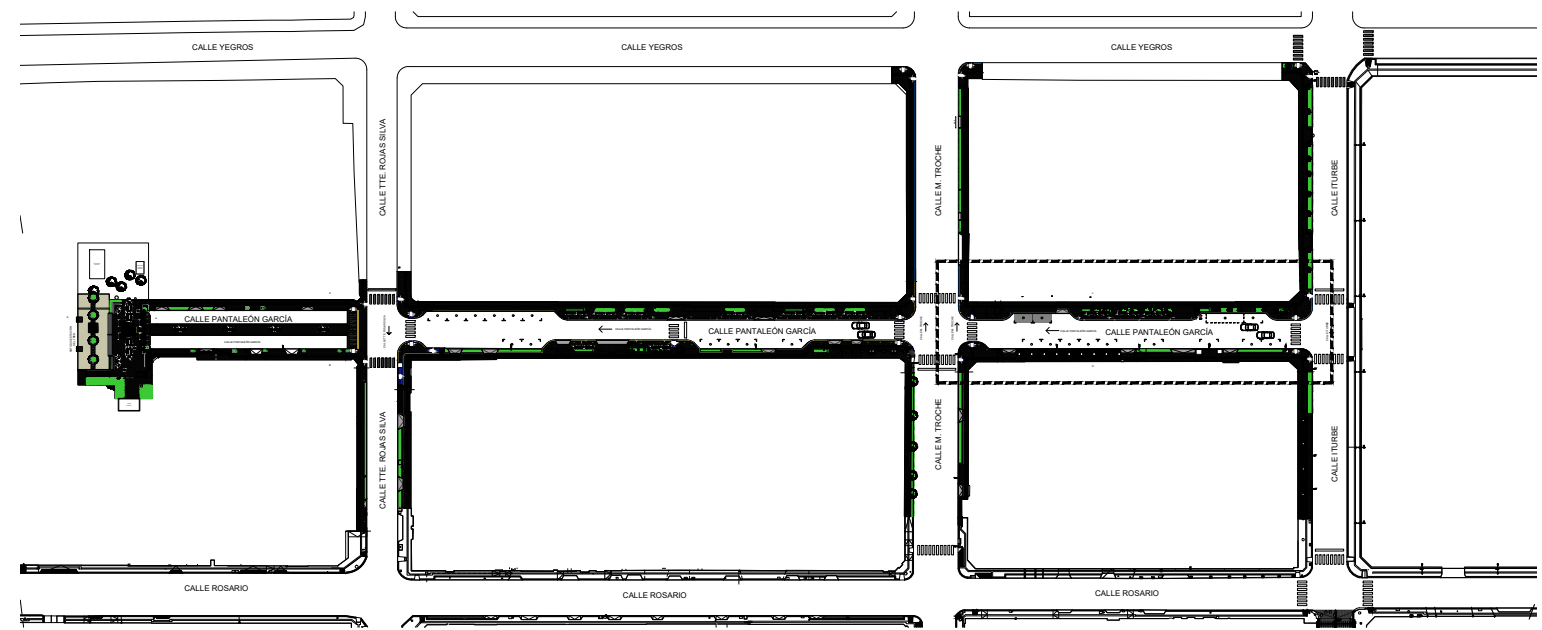 CALLE YEGROS
CALLE YEGROS
CALLE YEGROS
CALLE TTE. ROJAS SILVA
CALLE M. TROCHE
CALLE ITURBE
CALLE PANTALEÓN GARCÍA
CALLE PANTALEÓN GARCÍA
CALLE PANTALEÓN GARCÍA
CALLE TTE. ROJAS SILVA
CALLE M. TROCHE
CALLE ITURBE
CALLE ROSARIO
CALLE ROSARIO
CALLE ROSARIO